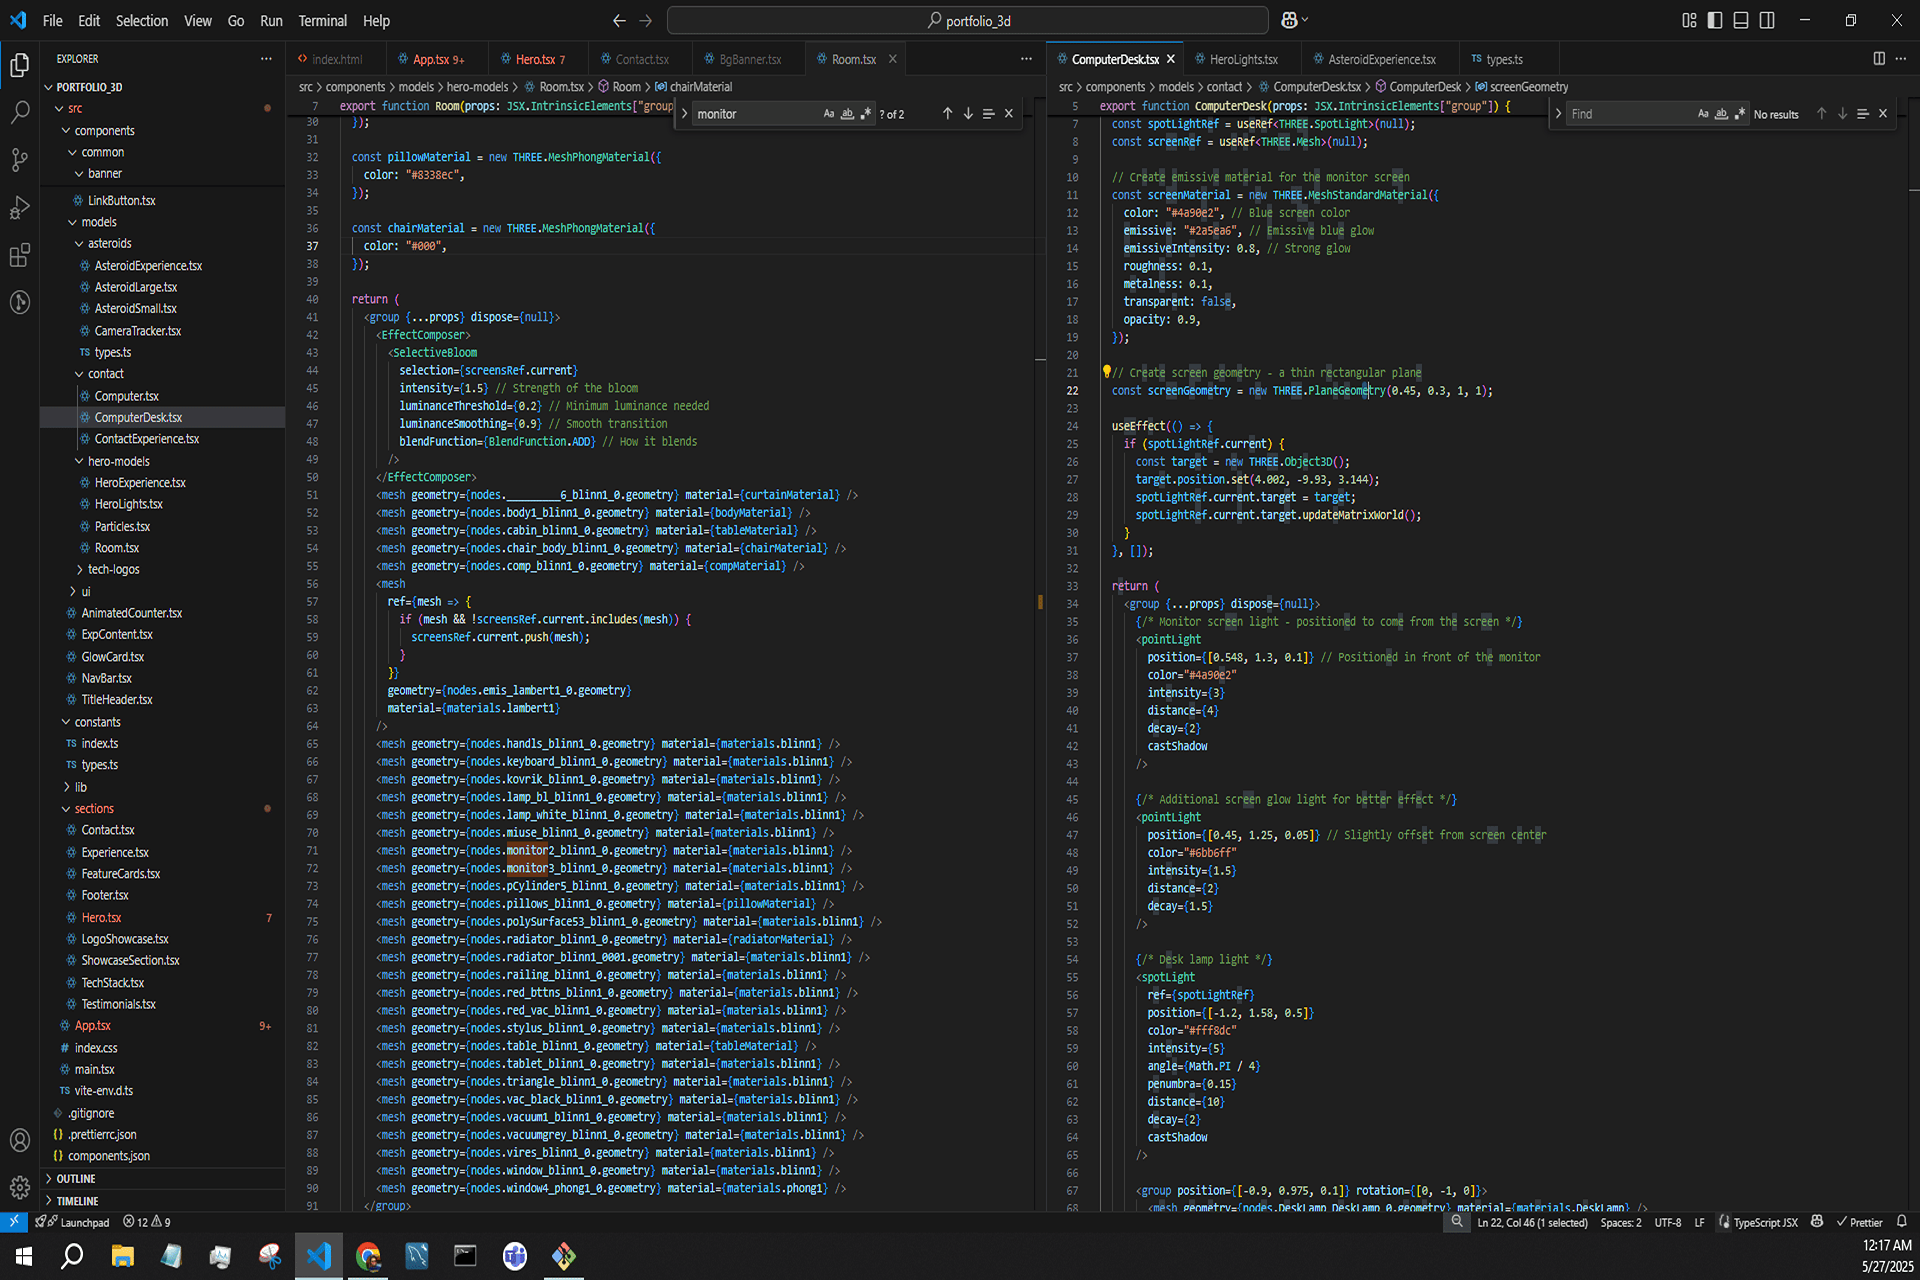 File Edit Selection View Go Run Terminal Help
portfolio_3d
EXPLORER
PORTFOLIO_3D
src
components
common
banner
LinkButton.tsx
models
asteroids
AsteroidExperience.tsx
AsteroidLarge.tsx
AsteroidSmall.tsx
CameraTracker.tsx
TS types.ts
contact
Computer.tsx
ComputerDesk.tsx
ContactExperience.tsx
hero-models
HeroExperience.tsx
HeroLights.tsx
Particles.tsx
Room.tsx
tech-logos
ui
AnimatedCounter.tsx
ExpContent.tsx
GlowCard.tsx
NavBar.tsx
TitleHeader.tsx
constants
TS index.ts
TS types.ts
lib
sections
Contact.tsx
Experience.tsx
FeatureCards.tsx
Footer.tsx
Hero.tsx 7
LogoShowcase.tsx
ShowcaseSection.tsx
TechStack.tsx
Testimonials.tsx
App.tsx 9+
# index.css
main.tsx
TS vite-env.d.ts
.gitignore
{} .prettierrc.json
{} components.json
OUTLINE
TIMELINE
index.html App.tsx 9+ Hero.tsx 7 Contact.tsx BgBanner.tsx Room.tsx
src > components > models > hero-models > Room.tsx > Room > chairMaterial
monitor Aa ab .* ? of 2
7 export function Room(props: JSX.IntrinsicElements["group
30 });
31
32 const pillowMaterial = new THREE.MeshPhongMaterial({
33 color: "#8338ec",
34 });
35
36 const chairMaterial = new THREE.MeshPhongMaterial({
37 color: "#000",
38 });
39
40 return (
41 <group {...props} dispose={null}>
42 <EffectComposer>
43 <SelectiveBloom
44 selection={screensRef.current}
45 intensity={1.5} // Strength of the bloom
46 luminanceThreshold={0.2} // Minimum luminance needed
47 luminanceSmoothing={0.9} // Smooth transition
48 blendFunction={BlendFunction.ADD} // How it blends
49 />
50 </EffectComposer>
51 <mesh geometry={nodes._________6_blinn1_0.geometry} material={curtainMaterial} />
52 <mesh geometry={nodes.body1_blinn1_0.geometry} material={bodyMaterial} />
53 <mesh geometry={nodes.cabin_blinn1_0.geometry} material={tableMaterial} />
54 <mesh geometry={nodes.chair_body_blinn1_0.geometry} material={chairMaterial} />
55 <mesh geometry={nodes.comp_blinn1_0.geometry} material={compMaterial} />
56 <mesh
57 ref={mesh => {
58 if (mesh && !screensRef.current.includes(mesh)) {
59 screensRef.current.push(mesh);
60 }
61 }}
62 geometry={nodes.emis_lambert1_0.geometry}
63 material={materials.lambert1}
64 />
65 <mesh geometry={nodes.handls_blinn1_0.geometry} material={materials.blinn1} />
66 <mesh geometry={nodes.keyboard_blinn1_0.geometry} material={materials.blinn1} />
67 <mesh geometry={nodes.kovrik_blinn1_0.geometry} material={materials.blinn1} />
68 <mesh geometry={nodes.lamp_bl_blinn1_0.geometry} material={materials.blinn1} />
69 <mesh geometry={nodes.lamp_white_blinn1_0.geometry} material={materials.blinn1} />
70 <mesh geometry={nodes.miuse_blinn1_0.geometry} material={materials.blinn1} />
71 <mesh geometry={nodes.monitor2_blinn1_0.geometry} material={materials.blinn1} />
72 <mesh geometry={nodes.monitor3_blinn1_0.geometry} material={materials.blinn1} />
73 <mesh geometry={nodes.pCylinder5_blinn1_0.geometry} material={materials.blinn1} />
74 <mesh geometry={nodes.pillows_blinn1_0.geometry} material={pillowMaterial} />
75 <mesh geometry={nodes.polySurface53_blinn1_0.geometry} material={materials.blinn1} />
76 <mesh geometry={nodes.radiator_blinn1_0.geometry} material={radiatorMaterial} />
77 <mesh geometry={nodes.radiator_blinn1_0001.geometry} material={materials.blinn1} />
78 <mesh geometry={nodes.railing_blinn1_0.geometry} material={materials.blinn1} />
79 <mesh geometry={nodes.red_bttns_blinn1_0.geometry} material={materials.blinn1} />
80 <mesh geometry={nodes.red_vac_blinn1_0.geometry} material={materials.blinn1} />
81 <mesh geometry={nodes.stylus_blinn1_0.geometry} material={materials.blinn1} />
82 <mesh geometry={nodes.table_blinn1_0.geometry} material={tableMaterial} />
83 <mesh geometry={nodes.tablet_blinn1_0.geometry} material={materials.blinn1} />
84 <mesh geometry={nodes.triangle_blinn1_0.geometry} material={materials.blinn1} />
85 <mesh geometry={nodes.vac_black_blinn1_0.geometry} material={materials.blinn1} />
86 <mesh geometry={nodes.vacuum1_blinn1_0.geometry} material={materials.blinn1} />
87 <mesh geometry={nodes.vacuumgrey_blinn1_0.geometry} material={materials.blinn1} />
88 <mesh geometry={nodes.vires_blinn1_0.geometry} material={materials.blinn1} />
89 <mesh geometry={nodes.window_blinn1_0.geometry} material={materials.blinn1} />
90 <mesh geometry={nodes.window4_phong1_0.geometry} material={materials.phong1} />
91 </group>
ComputerDesk.tsx HeroLights.tsx AsteroidExperience.tsx TS types.ts
src > components > models > contact > ComputerDesk.tsx > ComputerDesk > screenGeometry
Find Aa ab .* No results
5 export function ComputerDesk(props: JSX.IntrinsicElements["group"]) {
7 const spotLightRef = useRef<THREE.SpotLight>(null);
8 const screenRef = useRef<THREE.Mesh>(null);
9
10 // Create emissive material for the monitor screen
11 const screenMaterial = new THREE.MeshStandardMaterial({
12 color: "#4a90e2", // Blue screen color
13 emissive: "#2a5ea6", // Emissive blue glow
14 emissiveIntensity: 0.8, // Strong glow
15 roughness: 0.1,
16 metalness: 0.1,
17 transparent: false,
18 opacity: 0.9,
19 });
20
21 // Create screen geometry - a thin rectangular plane
22 const screenGeometry = new THREE.PlaneGeometry(0.45, 0.3, 1, 1);
23
24 useEffect(() => {
25 if (spotLightRef.current) {
26 const target = new THREE.Object3D();
27 target.position.set(4.002, -9.93, 3.144);
28 spotLightRef.current.target = target;
29 spotLightRef.current.target.updateMatrixWorld();
30 }
31 }, []);
32
33 return (
34 <group {...props} dispose={null}>
35 {/* Monitor screen light - positioned to come from the screen */}
36 <pointLight
37 position={[0.548, 1.3, 0.1]} // Positioned in front of the monitor
38 color="#4a90e2"
39 intensity={3}
40 distance={4}
41 decay={2}
42 castShadow
43 />
44
45 {/* Additional screen glow light for better effect */}
46 <pointLight
47 position={[0.45, 1.25, 0.05]} // Slightly offset from screen center
48 color="#6bb6ff"
49 intensity={1.5}
50 distance={2}
51 decay={1.5}
52 />
53
54 {/* Desk lamp light */}
55 <spotLight
56 ref={spotLightRef}
57 position={[-1.2, 1.58, 0.5]}
58 color="#fff8dc"
59 intensity={5}
60 angle={Math.PI / 4}
61 penumbra={0.15}
62 distance={10}
63 decay={2}
64 castShadow
65 />
66
67 <group position={[-0.9, 0.975, 0.1]} rotation={[0, -1, 0]}>
68 <mesh geometry={nodes.DeskLamp_DeskLamp_0.geometry} material={materials.DeskLamp} />
Launchpad 12 9
Ln 22, Col 46 (1 selected) Spaces: 2 UTF-8 LF TypeScript JSX Prettier
12:17 AM
5/27/2025